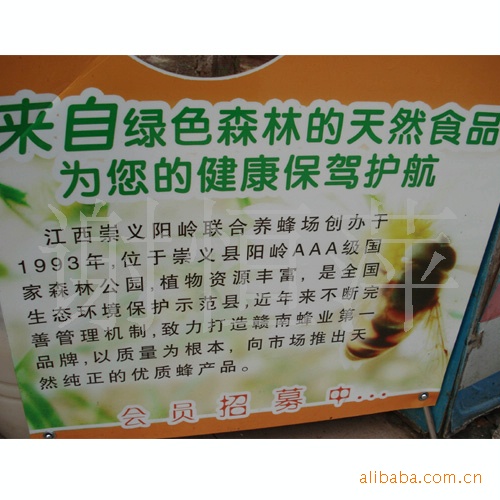 来自绿色森林的天然食品
为您的健康保驾护航
江西崇义阳岭联合养蜂场创办于
1993年,位于崇义县阳岭AAA级国
家森林公园,植物资源丰富,是全国
生态环境保护示范县,近年来不断完
善管理机制,致力打造赣南蜂业第一
品牌,以质量为根本,向市场推出天
然纯正的优质蜂产品。
会员招募中...
谢恒萍
alibaba.com.cn